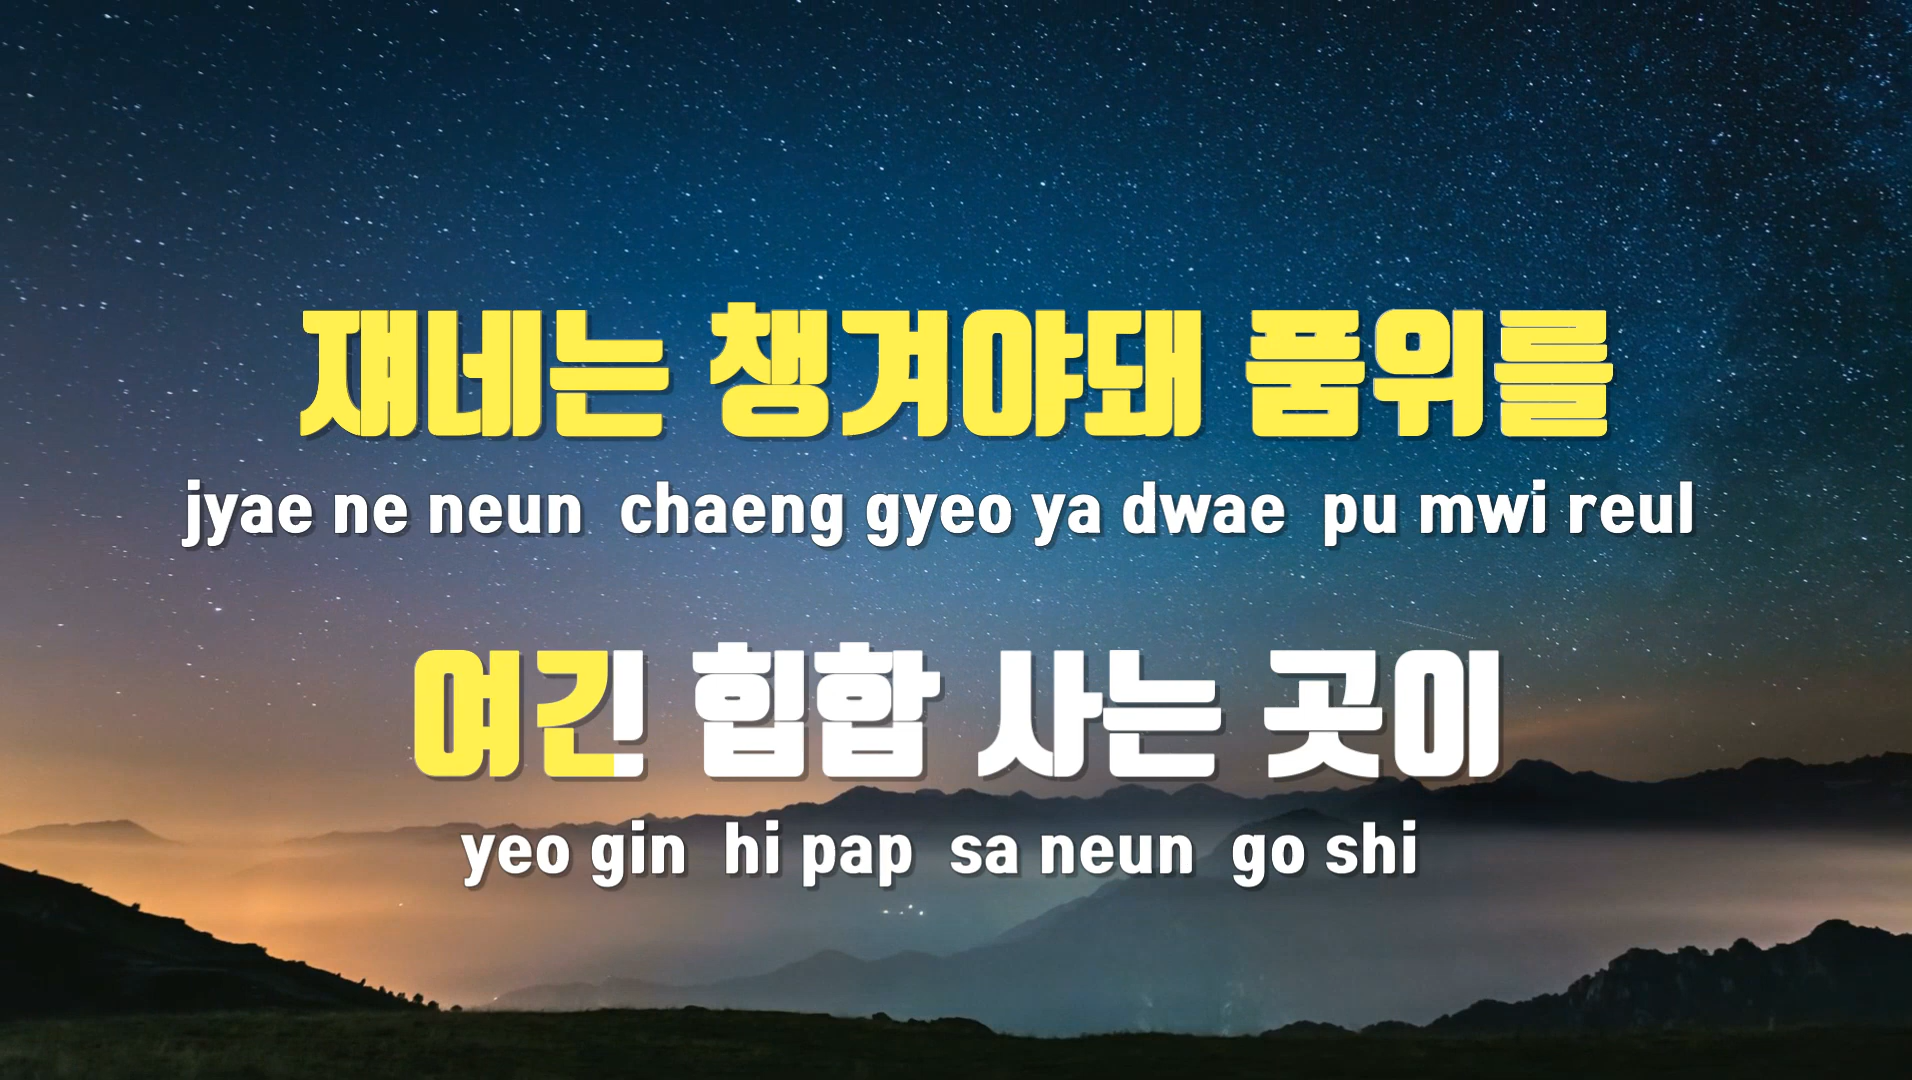 쟤네는 챙겨야돼 품위를
jyae ne neun chaeng gyeo ya dwae pu mwi reul
여긴 힙합 사는 곳이
yeo gin hi pap sa neun go shi